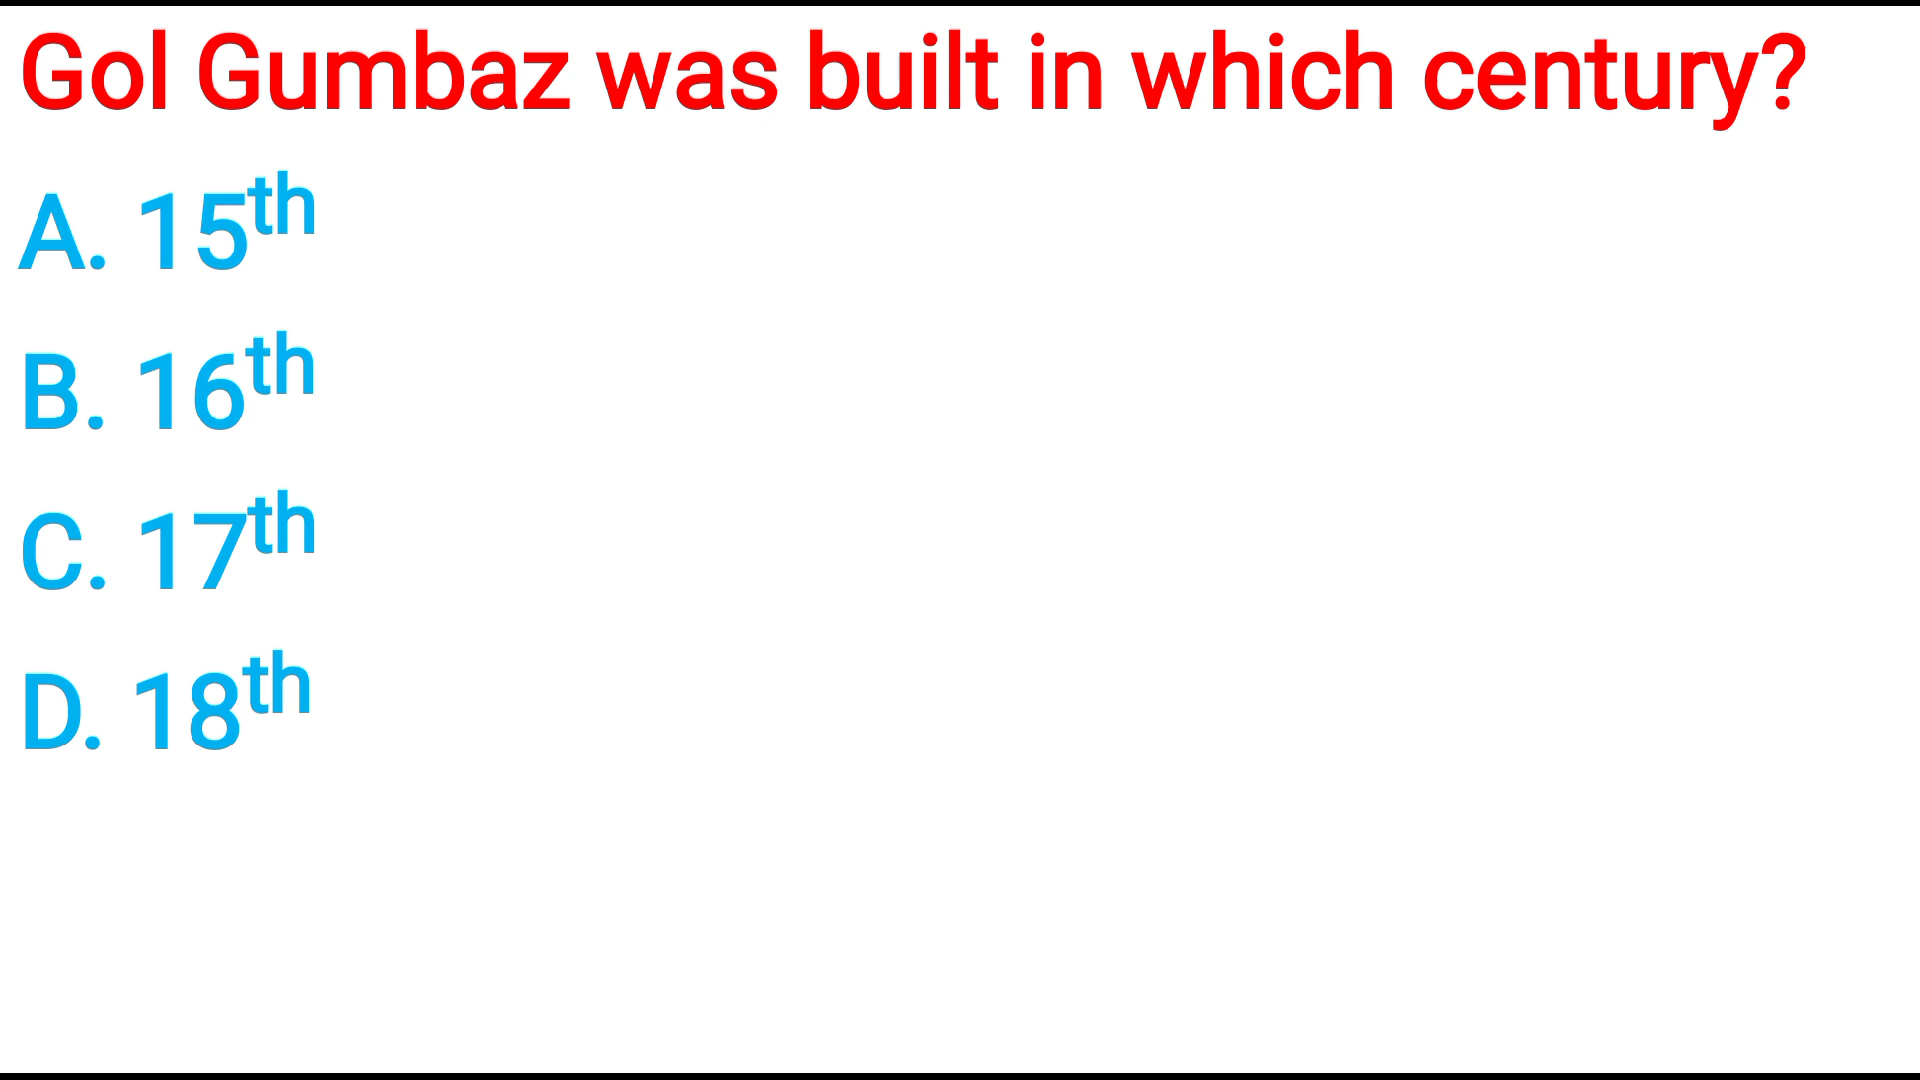 Gol Gumbaz was built in which century?
A. 15th
B. 16th
C. 17th
D. 18th